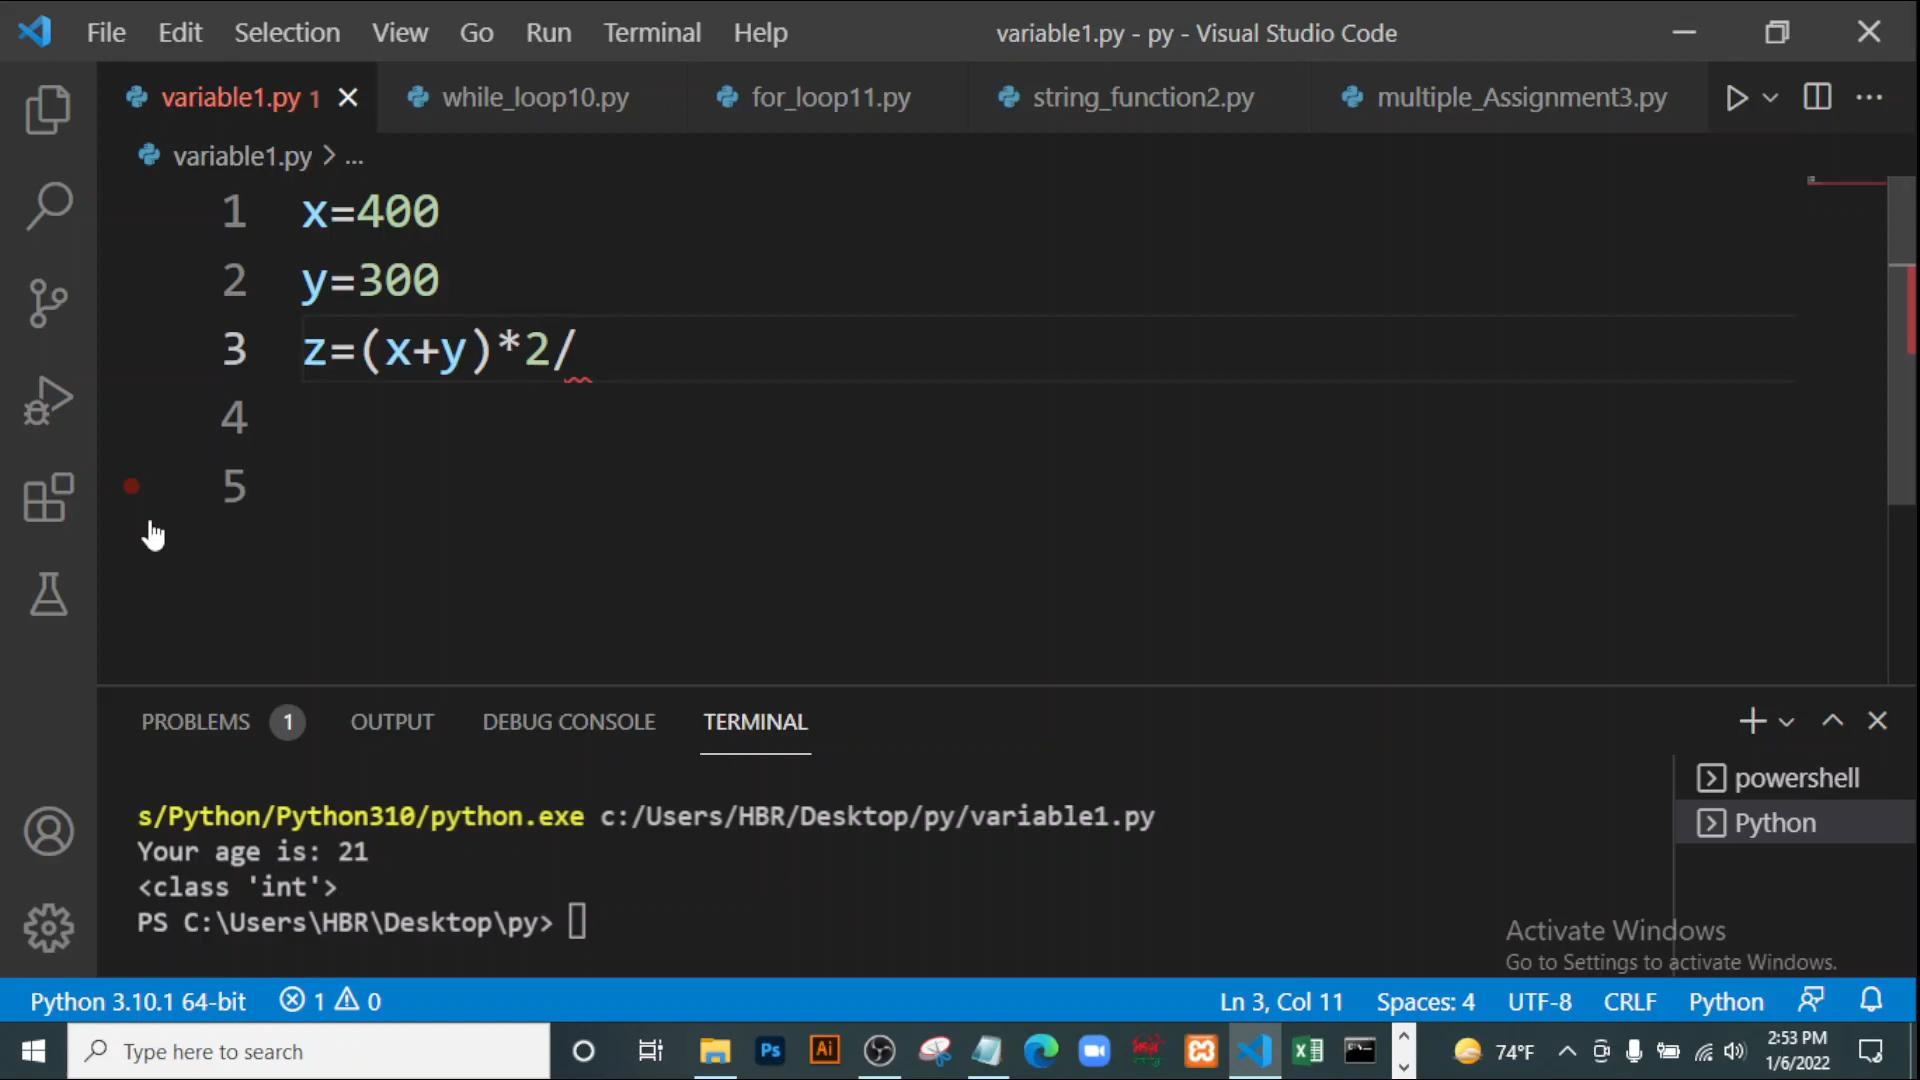 File Edit Selection View Go Run Terminal Help
variable1.py - py - Visual Studio Code
variable1.py 1
while_loop10.py
for_loop11.py
string_function2.py
multiple_Assignment3.py
variable1.py > ...
1 x=400
2 y=300
3 z=(x+y)*2/
4
5
PROBLEMS 1 OUTPUT DEBUG CONSOLE TERMINAL
powershell
Python
s/Python/Python310/python.exe c:/Users/HBR/Desktop/py/variable1.py
Your age is: 21
<class 'int'>
PS C:\Users\HBR\Desktop\py>
Activate Windows
Go to Settings to activate Windows.
Python 3.10.1 64-bit 1 0 Ln 3, Col 11 Spaces: 4 UTF-8 CRLF Python
Type here to search
Ps
Ai
74°F
2:53 PM
1/6/2022